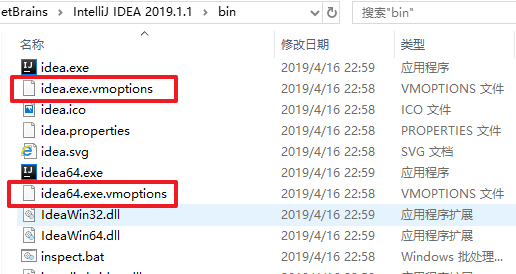 etBrains › IntelliJ IDEA 2019.1.1 › bin 搜索"bin"
名称 修改日期 类型
idea.exe 2019/4/16 22:59 应用程序
idea.exe.vmoptions 2019/4/16 22:58 VMOPTIONS 文件
idea.ico 2019/4/16 22:58 ICO 文件
idea.properties 2019/4/16 22:58 PROPERTIES 文件
idea.svg 2019/4/16 22:58 SVG 文档
idea64.exe 2019/4/16 22:59 应用程序
idea64.exe.vmoptions 2019/4/16 22:58 VMOPTIONS 文件
IdeaWin32.dll 2019/4/16 22:59 应用程序扩展
IdeaWin64.dll 2019/4/16 22:59 应用程序扩展
inspect.bat 2019/4/16 22:58 Windows 批处理...